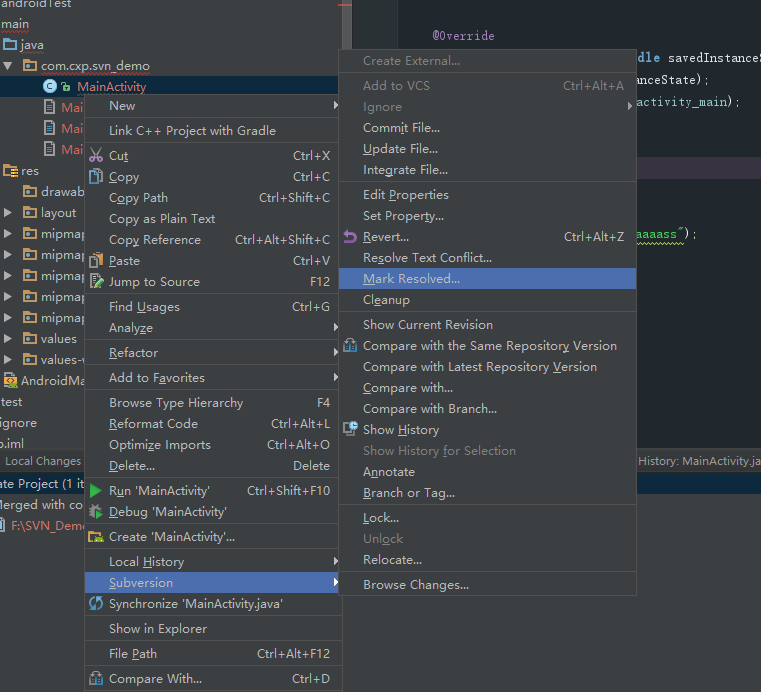 androidTest
main
java
com.cxp.svn_demo
MainActivity
Mai
Mai
Mai
res
drawab
layout
mipmap
mipmap
mipmap
mipmap
mipmap
values
values-
AndroidMa
test
ignore
.iml
Local Changes
ate Project (1 it
Merged with co
F:\SVN_Demo
New
Link C++ Project with Gradle
Cut Ctrl+X
Copy Ctrl+C
Copy Path Ctrl+Shift+C
Copy as Plain Text
Copy Reference Ctrl+Alt+Shift+C
Paste Ctrl+V
Jump to Source F12
Find Usages Ctrl+G
Analyze
Refactor
Add to Favorites
Browse Type Hierarchy F4
Reformat Code Ctrl+Alt+L
Optimize Imports Ctrl+Alt+O
Delete... Delete
Run 'MainActivity' Ctrl+Shift+F10
Debug 'MainActivity'
Create 'MainActivity'...
Local History
Subversion
Synchronize 'MainActivity.java'
Show in Explorer
File Path Ctrl+Alt+F12
Compare With... Ctrl+D
Create External...
Add to VCS Ctrl+Alt+A
Ignore
Commit File...
Update File...
Integrate File...
Edit Properties
Set Property...
Revert... Ctrl+Alt+Z
Resolve Text Conflict...
Mark Resolved...
Cleanup
Show Current Revision
Compare with the Same Repository Version
Compare with Latest Repository Version
Compare with...
Compare with Branch...
Show History
Show History for Selection
Annotate
Branch or Tag...
Lock...
Unlock
Relocate...
Browse Changes...
@Override
dle savedInstanceS
anceState);
activity_main);
aaaass");
History: MainActivity.ja